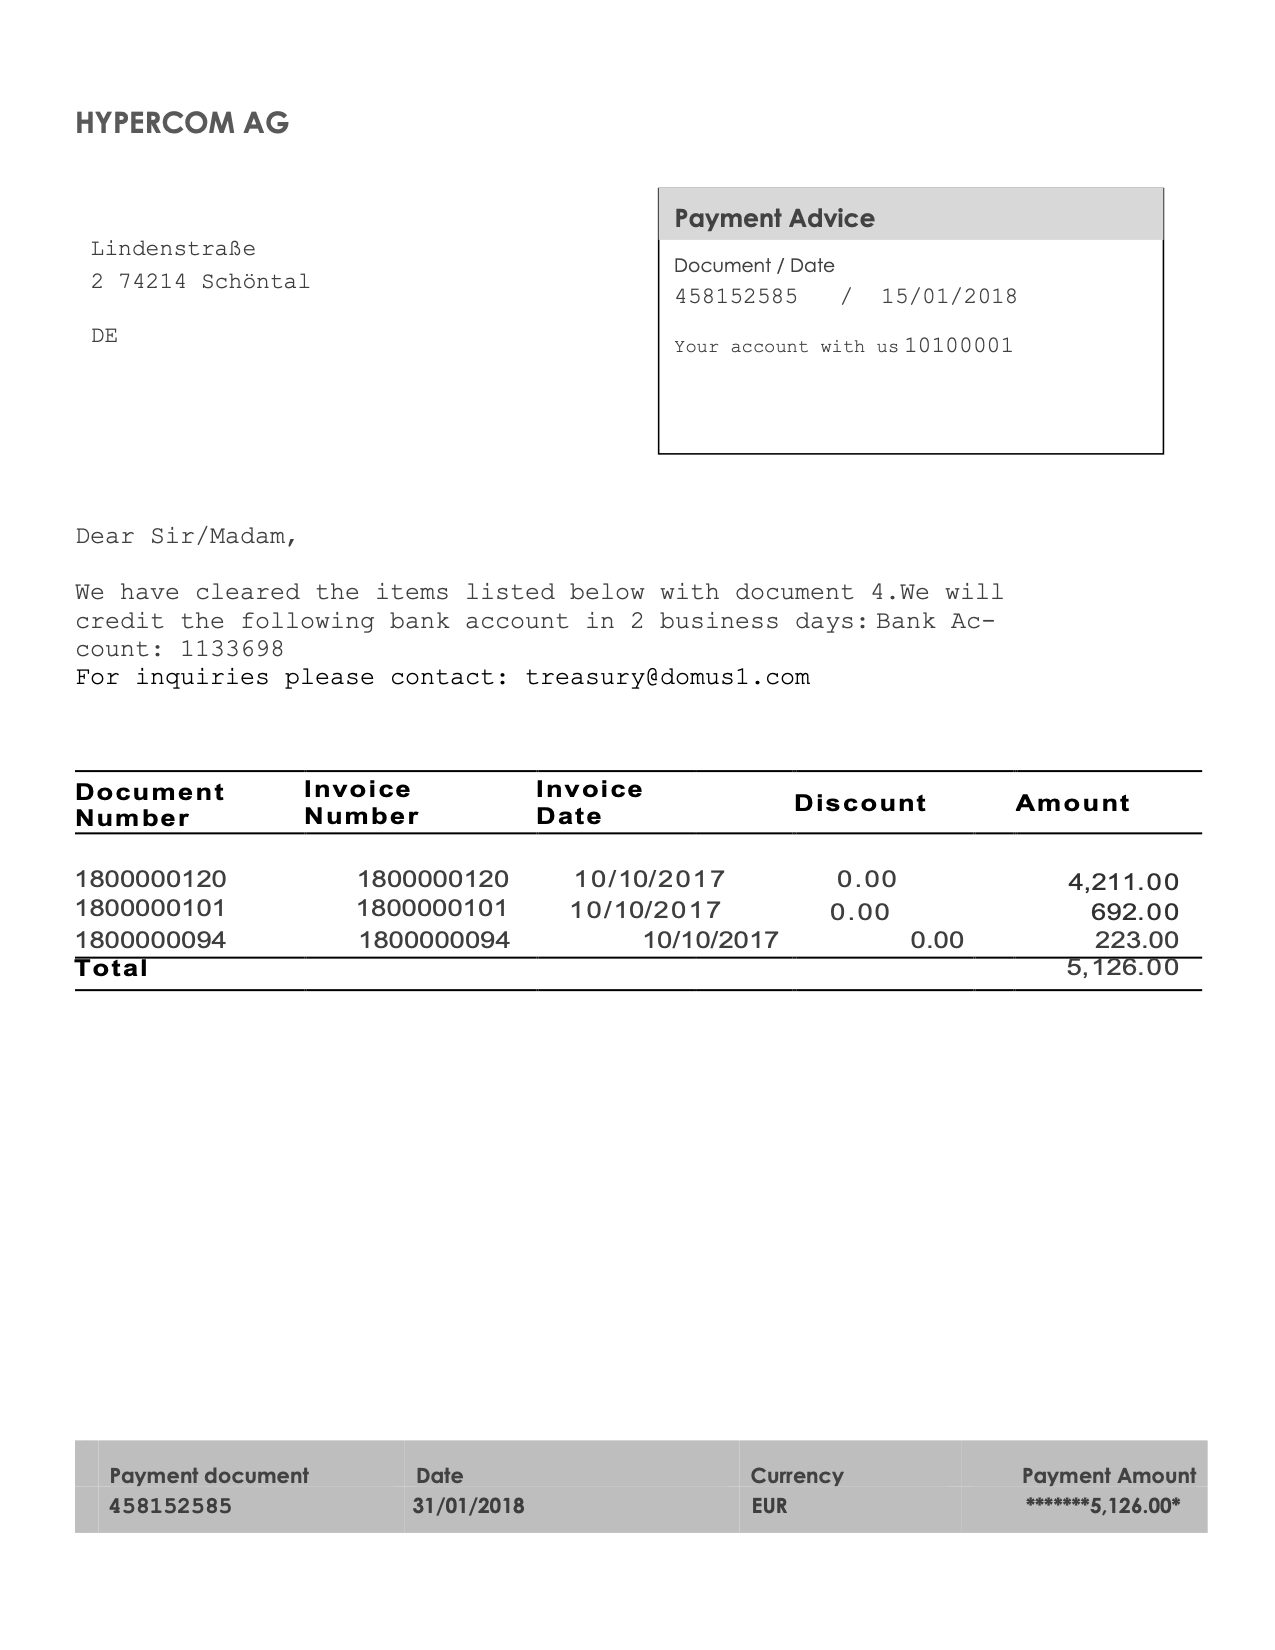 HYPERCOM AG
Lindenstraße
2 74214 Schöntal
DE
Payment Advice
Document / Date
458152585 / 15/01/2018
Your account with us 10100001
Dear Sir/Madam,
We have cleared the items listed below with document 4.We will
credit the following bank account in 2 business days: Bank Ac-
count: 1133698
For inquiries please contact: treasury@domus1.com
Document Number Invoice Number Invoice Date Discount Amount
1800000120 1800000120 10/10/2017 0.00 4,211.00
1800000101 1800000101 10/10/2017 0.00 692.00
1800000094 1800000094 10/10/2017 0.00 223.00
Total 5,126.00
Payment document Date Currency Payment Amount
458152585 31/01/2018 EUR *******5,126.00*